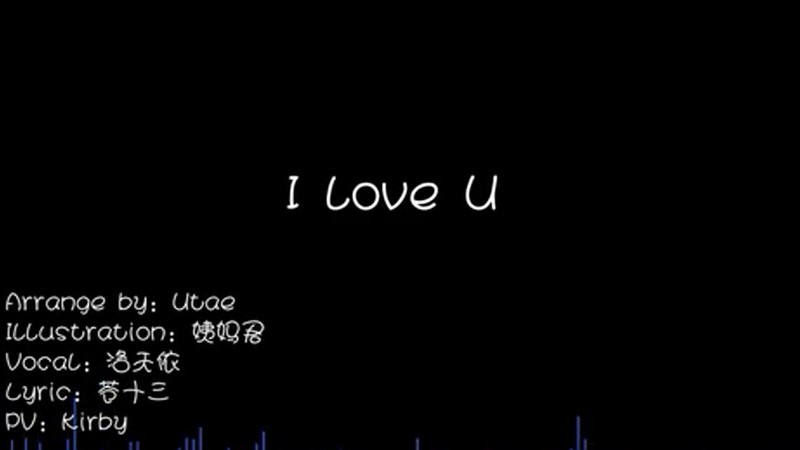 I Love U
Arrange by：Utae
Illustration：姨妈君
Vocal：洛天依
Lyric：苍十三
PV：Kirby